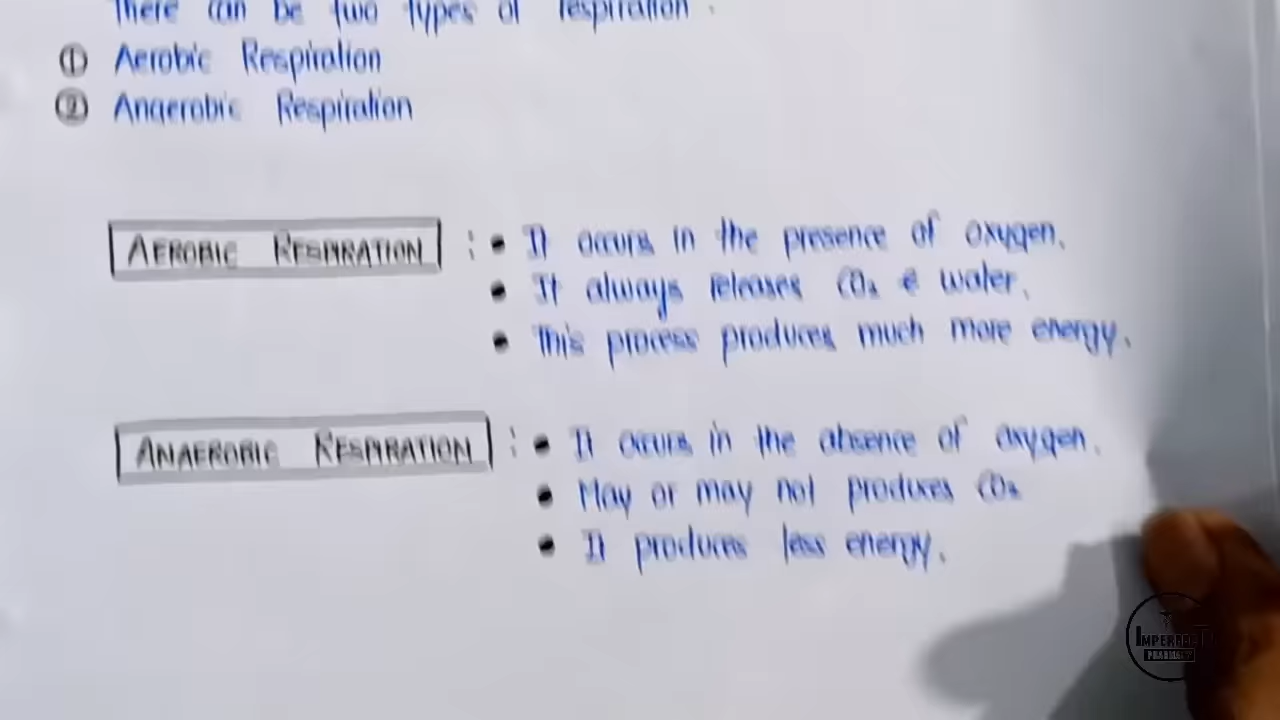 There can be two types of respiration.
① Aerobic Respiration
② Anaerobic Respiration
AEROBIC RESPIRATION : • It occurs in the presence of oxygen.
• It always releases CO₂ & water.
• This process produces much more energy.
ANAEROBIC RESPIRATION : • It occurs in the absence of oxygen.
• May or may not produces CO₂
• It produces less energy.
IMPERFECT
PHARMACY